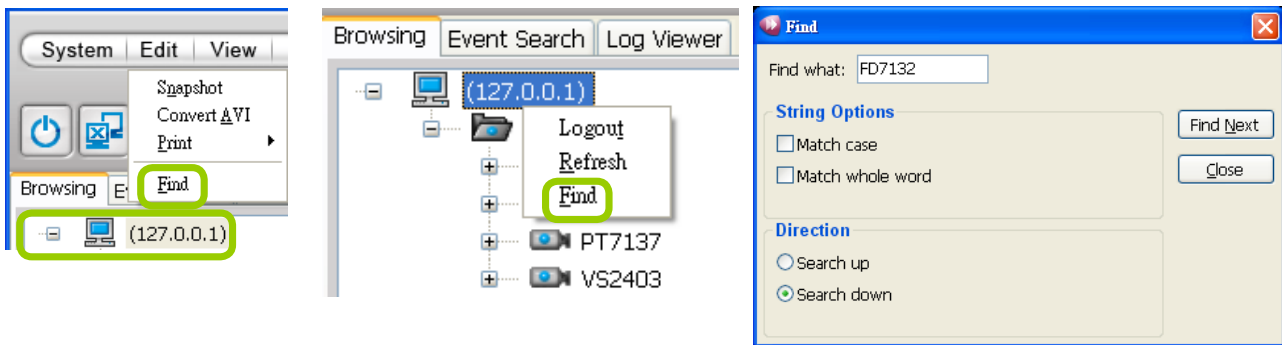 System Edit View
Snapshot
Convert AVI
Print
Find
Browsing E
(127.0.0.1)
Browsing Event Search Log Viewer
(127.0.0.1)
Logout
Refresh
Find
PT7137
VS2403
Find
Find what: FD7132
String Options
Match case
Match whole word
Find Next
Close
Direction
Search up
Search down